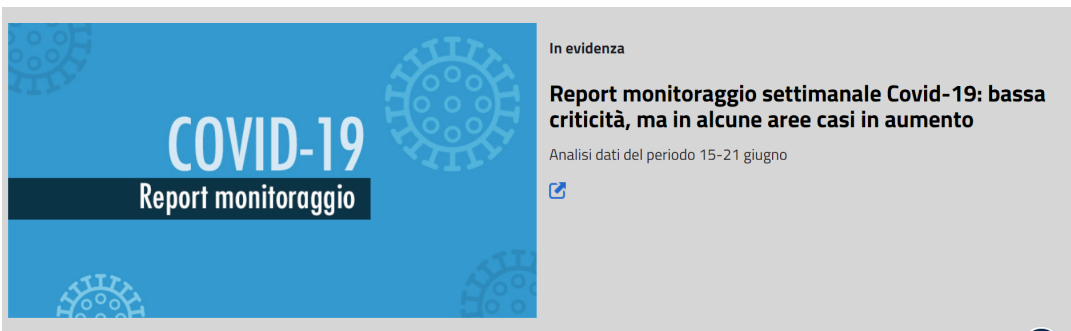 COVID-19
Report monitoraggio
In evidenza
Report monitoraggio settimanale Covid-19: bassa
criticità, ma in alcune aree casi in aumento
Analisi dati del periodo 15-21 giugno